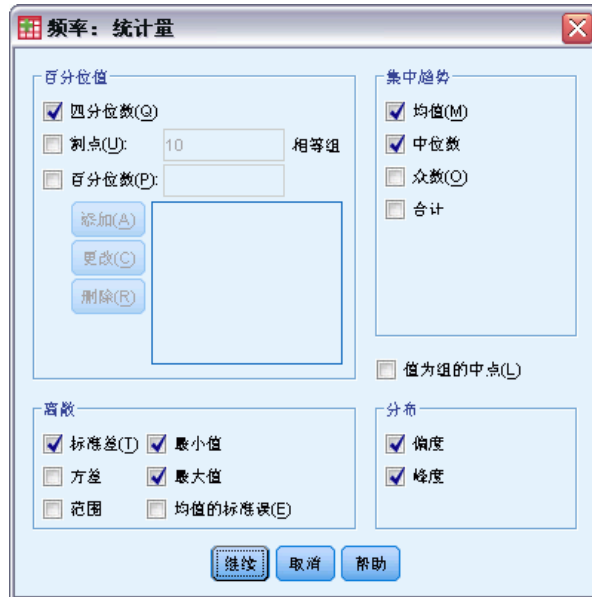 频率：统计量
百分位值
四分位数(Q)
割点(U): 10 相等组
百分位数(P):
添加(A)
更改(C)
删除(R)
集中趋势
均值(M)
中位数
众数(O)
合计
值为组的中点(L)
离散
标准差(T) 最小值
方差 最大值
范围 均值的标准误(E)
分布
偏度
峰度
继续 取消 帮助